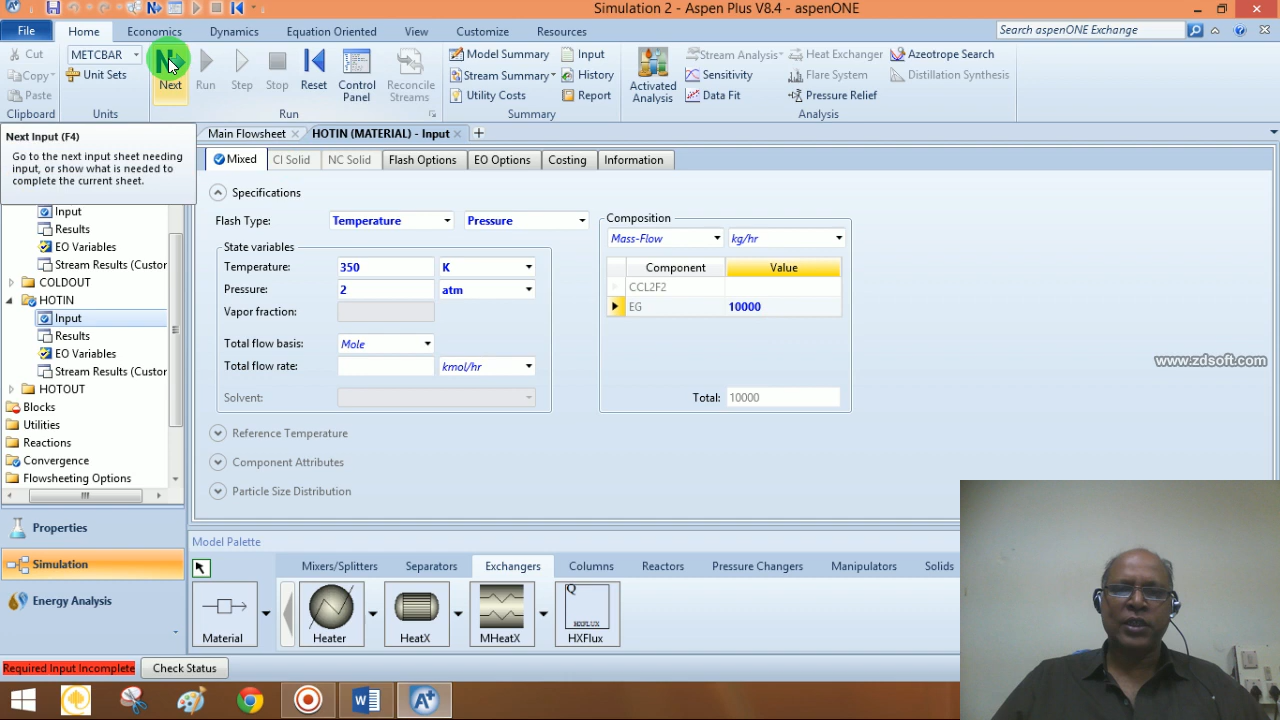 Simulation 2 - Aspen Plus V8.4 - aspenONE
File Home Economics Dynamics Equation Oriented View Customize Resources Search aspenONE Exchange
Cut METCBAR Model Summary Input Stream Analysis Heat Exchanger Azeotrope Search
Copy Unit Sets Stream Summary History Sensitivity Flare System Distillation Synthesis
Paste Next Run Step Stop Reset Control Panel Reconcile Streams Utility Costs Report Activated Analysis Data Fit Pressure Relief
Clipboard Units Run Summary Analysis
Next Input (F4)
Go to the next input sheet needing
input, or show what is needed to
complete the current sheet.
Main Flowsheet HOTIN (MATERIAL) - Input
Mixed CI Solid NC Solid Flash Options EO Options Costing Information
Input
Results
EO Variables
Stream Results (Custor
COLDOUT
HOTIN
Input
Results
EO Variables
Stream Results (Custor
HOTOUT
Blocks
Utilities
Reactions
Convergence
Flowsheeting Options
Properties
Simulation
Energy Analysis
Specifications
Flash Type: Temperature Pressure
State variables
Temperature: 350 K
Pressure: 2 atm
Vapor fraction:
Total flow basis: Mole
Total flow rate: kmol/hr
Solvent:
Composition
Mass-Flow kg/hr
Component Value
CCL2F2
EG 10000
Total: 10000
Reference Temperature
Component Attributes
Particle Size Distribution
www.zdsoft.com
Model Palette
Mixers/Splitters Separators Exchangers Columns Reactors Pressure Changers Manipulators Solids
Q
HXFLUX
Material Heater HeatX MHeatX HXFlux
Required Input Incomplete Check Status